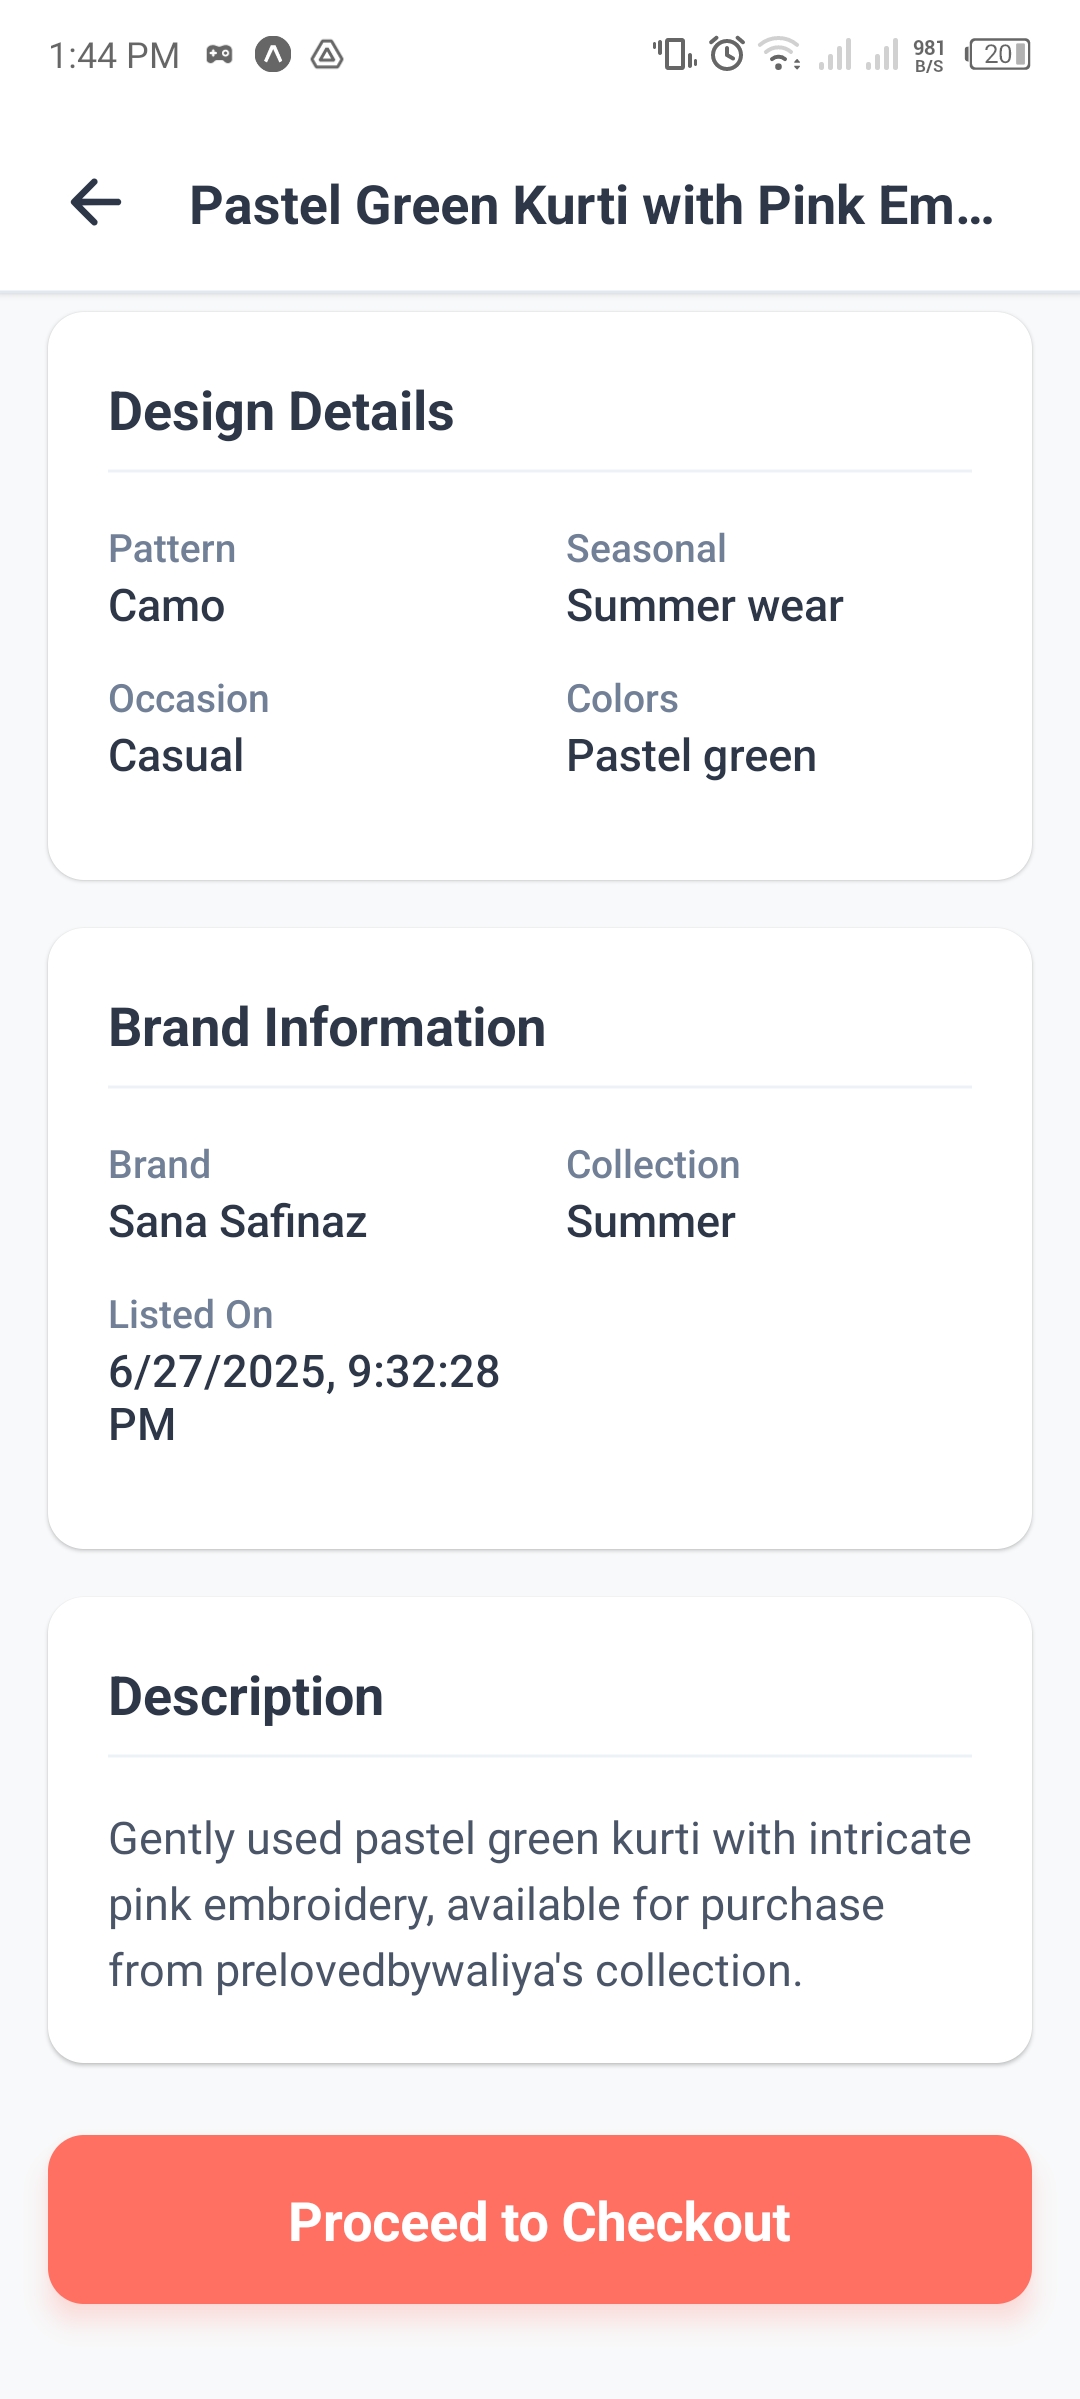 1:44 PM
981
B/S
20
Pastel Green Kurti with Pink Em...
Design Details
Pattern
Seasonal
Camo
Summer wear
Occasion
Colors
Casual
Pastel green
Brand Information
Brand
Collection
Sana Safinaz
Summer
Listed On
6/27/2025, 9:32:28
PM
Description
Gently used pastel green kurti with intricate
pink embroidery, available for purchase
from prelovedbywaliya's collection.
Proceed to Checkout